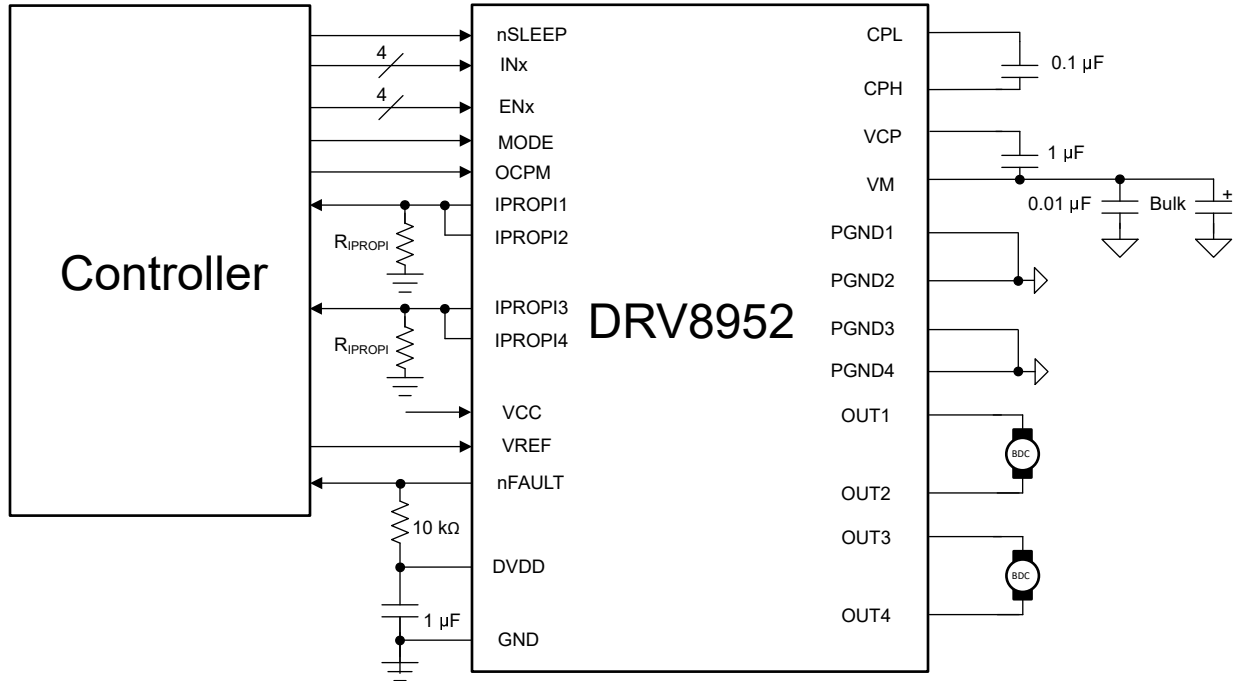 Controller
4
4
nSLEEP
INx
ENx
MODE
OCPM
IPROPI1
IPROPI2
RIPROPI
IPROPI3
IPROPI4
RIPROPI
VCC
VREF
nFAULT
10 kΩ
DVDD
1 µF
GND
DRV8952
CPL
0.1 µF
CPH
VCP
1 µF
VM
0.01 µF Bulk +
PGND1
PGND2
PGND3
PGND4
OUT1
BDC
OUT2
OUT3
BDC
OUT4